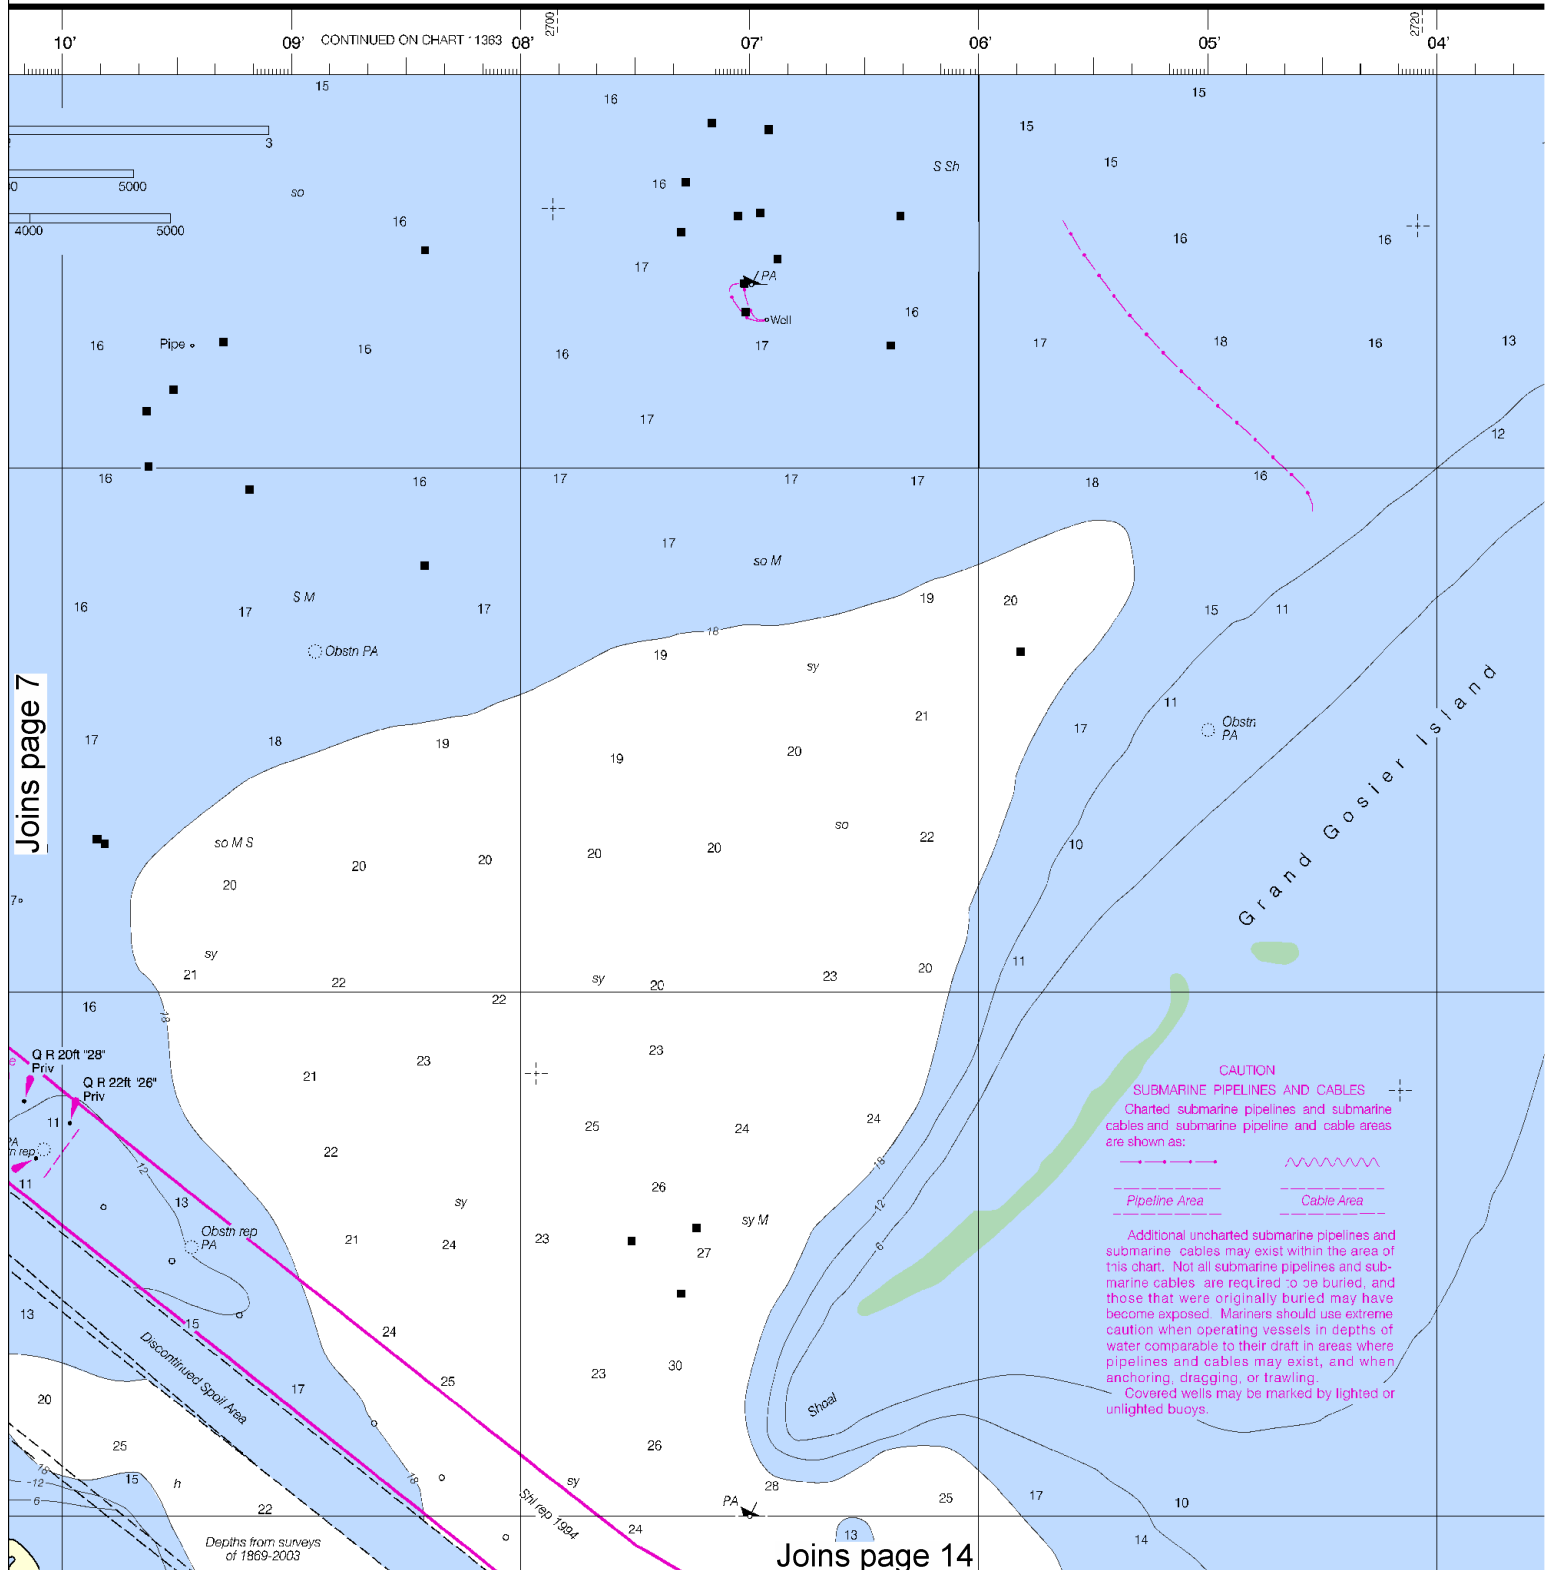 2700
2720
10' 09' CONTINUED ON CHART 11363 08' 07' 06' 05' 04'
15 16 15
15
3
15
S Sh
16
5000
so
16
4000 5000
16 16
17
PA
16
Well
16 Pipe 16 16 17 17 18 16 13
17
12
16 16 17 17 17 18 16
17
so M
S M
16 17 17 19 20 15 11
18
Obstn PA
19
sy
11
Joins page 7
21
17
Obstn
PA
17 18 19 20
19
Grand Gosier Island
so
22
so M S
20 20 20 20 10
20
7
sy
21 22 sy 20 23 20 11
16 22
18
23
Q R 20ft "28"
Priv
e
23
21
CAUTION
Q R 22ft "26"
Priv
SUBMARINE PIPELINES AND CABLES
Charted submarine pipelines and submarine
cables and submarine pipeline and cable areas
are shown as:
11
25 24 24
PA
n rep
22
12
18
11
13
26
sy
12
Pipeline Area Cable Area
sy M
Obstn rep
PA
21 24 23 27
6
Additional uncharted submarine pipelines and
submarine cables may exist within the area of
this chart. Not all submarine pipelines and sub-
marine cables are required to be buried, and
those that were originally buried may have
become exposed. Mariners should use extreme
caution when operating vessels in depths of
water comparable to their draft in areas where
pipelines and cables may exist, and when
anchoring, dragging, or trawling.
Covered wells may be marked by lighted or
unlighted buoys.
13
15
24
Discontinued Spoil Area
30
23
25
17
20
Shoal
25
26
18
12
15
h
18
sy
28
6
22
Shl rep 1994
PA
25 17 10
24
13
14
Depths from surveys
of 1869-2003
Joins page 14